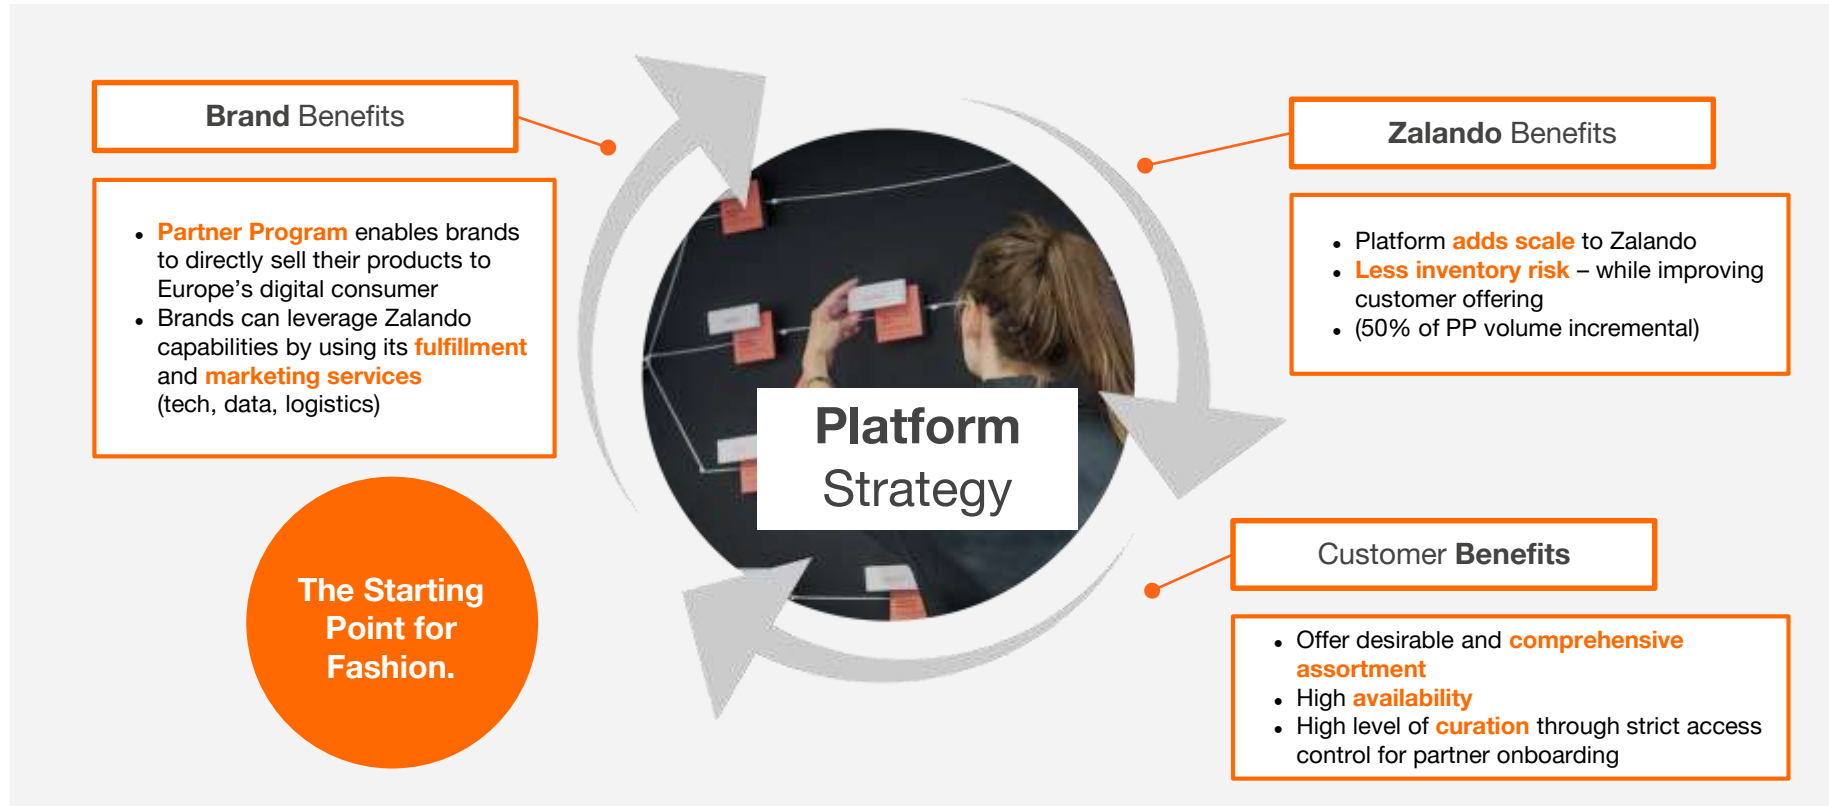 Brand Benefits
• Partner Program enables brands
to directly sell their products to
Europe's digital consumer
• Brands can leverage Zalando
capabilities by using its fulfillment
and marketing services
(tech, data, logistics)
The Starting
Point for
Fashion.
Platform
Strategy
Zalando Benefits
• Platform adds scale to Zalando
• Less inventory risk – while improving
customer offering
• (50% of PP volume incremental)
Customer Benefits
• Offer desirable and comprehensive
assortment
• High availability
• High level of curation through strict access
control for partner onboarding